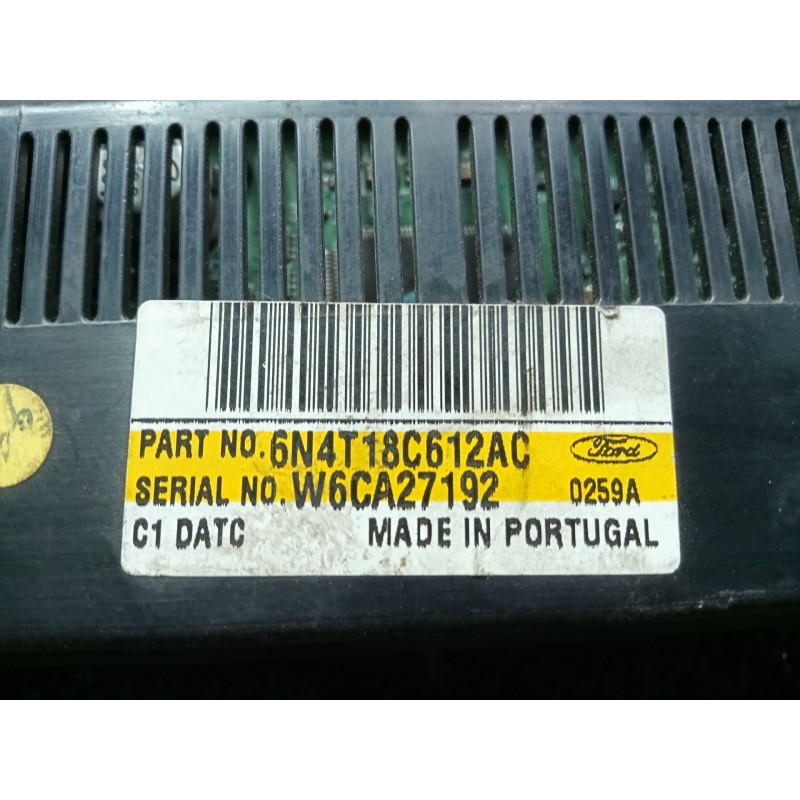 PART NO. 6N4T18C612AC Ford
SERIAL NO. W6CA27192 0259A
C1 DATC MADE IN PORTUGAL